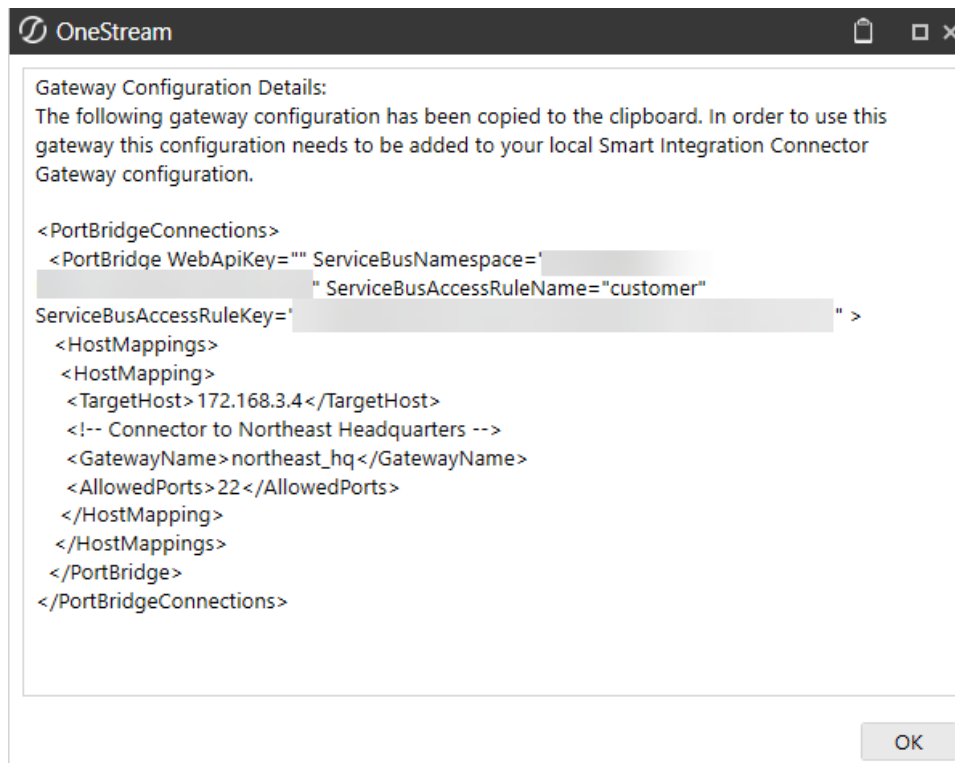 OneStream
Gateway Configuration Details:
The following gateway configuration has been copied to the clipboard. In order to use this
gateway this configuration needs to be added to your local Smart Integration Connector
Gateway configuration.
<PortBridgeConnections>
<PortBridge WebApiKey="" ServiceBusNamespace="
" ServiceBusAccessRuleName="customer"
ServiceBusAccessRuleKey=" " >
<HostMappings>
<HostMapping>
<TargetHost>172.168.3.4</TargetHost>
<!-- Connector to Northeast Headquarters -->
<GatewayName>northeast_hq</GatewayName>
<AllowedPorts>22</AllowedPorts>
</HostMapping>
</HostMappings>
</PortBridge>
</PortBridgeConnections>
OK